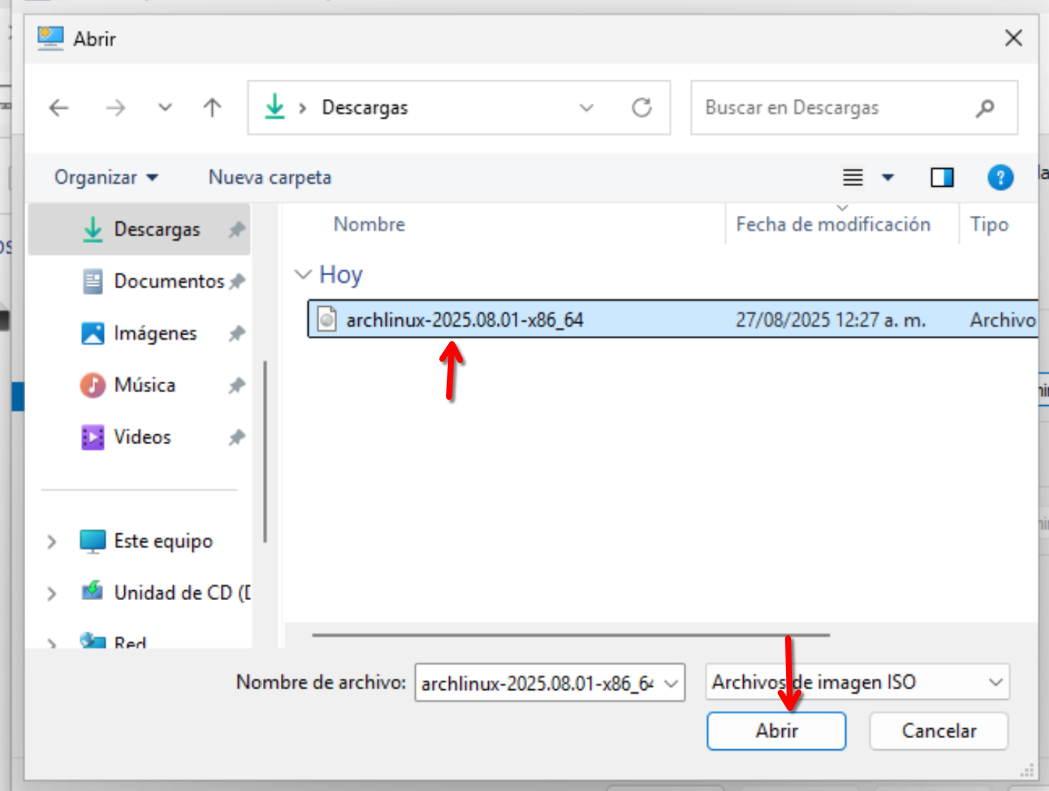 Abrir
Descargas
Buscar en Descargas
Organizar
Nueva carpeta
Descargas
Documentos
Imágenes
Música
Videos
Este equipo
Unidad de CD (D
Red
Nombre
Fecha de modificación
Tipo
Hoy
archlinux-2025.08.01-x86_64
27/08/2025 12:27 a. m.
Archivo
Nombre de archivo:
archlinux-2025.08.01-x86_64
Archivos de imagen ISO
Abrir
Cancelar